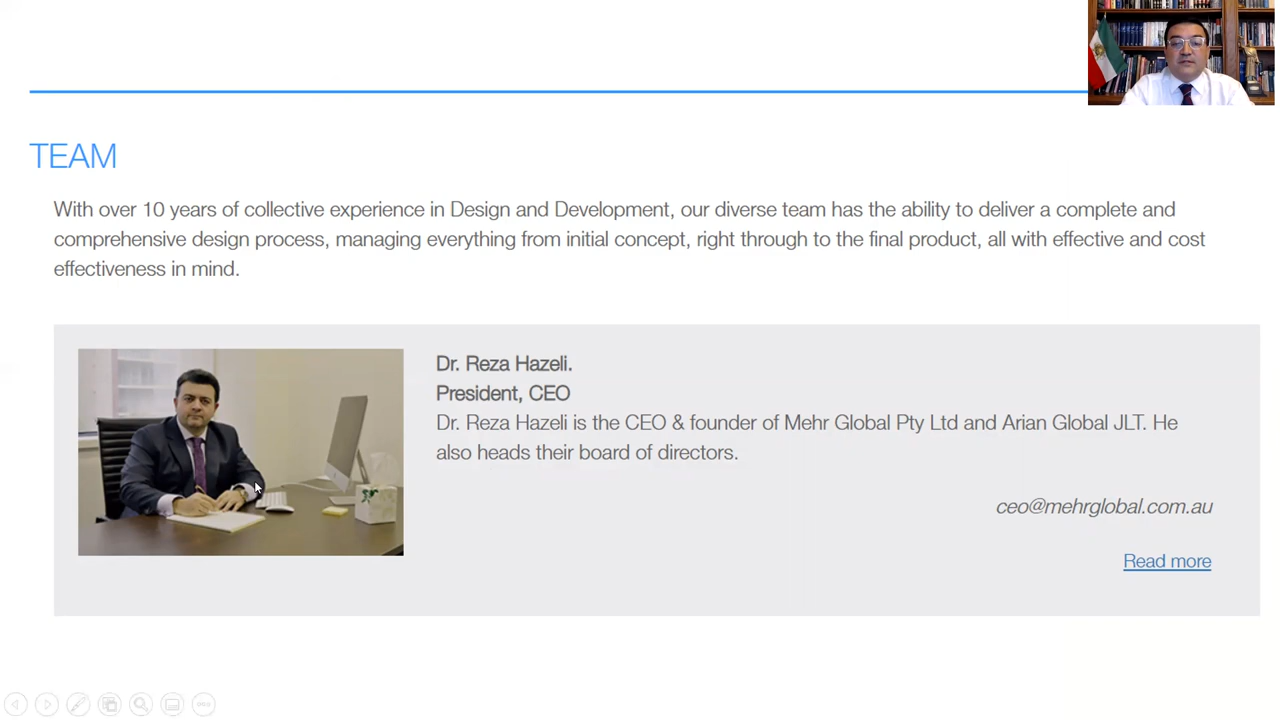 TEAM
With over 10 years of collective experience in Design and Development, our diverse team has the ability to deliver a complete and
comprehensive design process, managing everything from initial concept, right through to the final product, all with effective and cost
effectiveness in mind.
Dr. Reza Hazeli.
President, CEO
Dr. Reza Hazeli is the CEO & founder of Mehr Global Pty Ltd and Arian Global JLT. He
also heads their board of directors.
ceo@mehrglobal.com.au
Read more